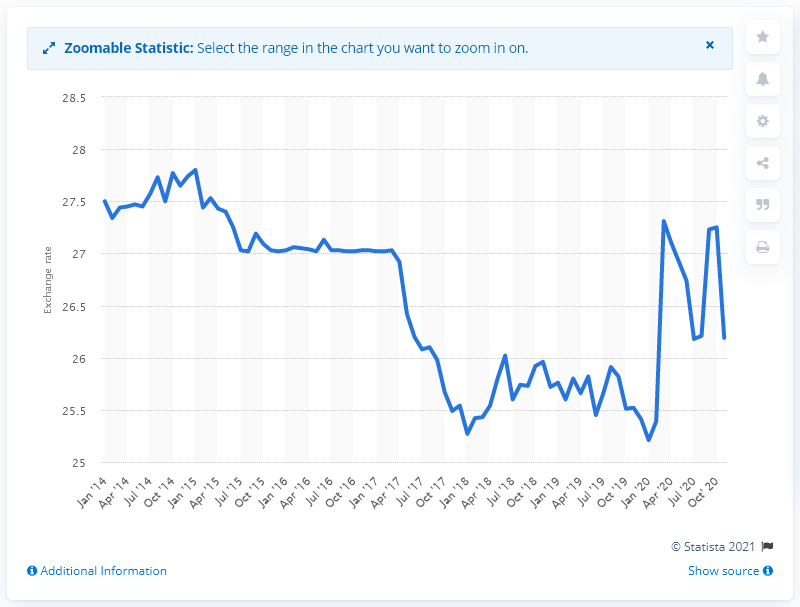 Zoomable Statistic: Select the range in the chart you want to zoom in on.
28.5
28
27.5
27
26.5
26
25.5
25
Exchange rate
Jan '14
Apr '14
Jul '14
Oct '14
Jan '15
Apr '15
Jul '15
Oct '15
Jan '16
Apr '16
Jul '16
Oct '16
Jan '17
Apr '17
Jul '17
Oct '17
Jan '18
Apr '18
Jul '18
Oct '18
Jan '19
Apr '19
Jul '19
Oct '19
Jan '20
Apr '20
Jul '20
Oct' 20
© Statista 2021
Additional Information
Show source